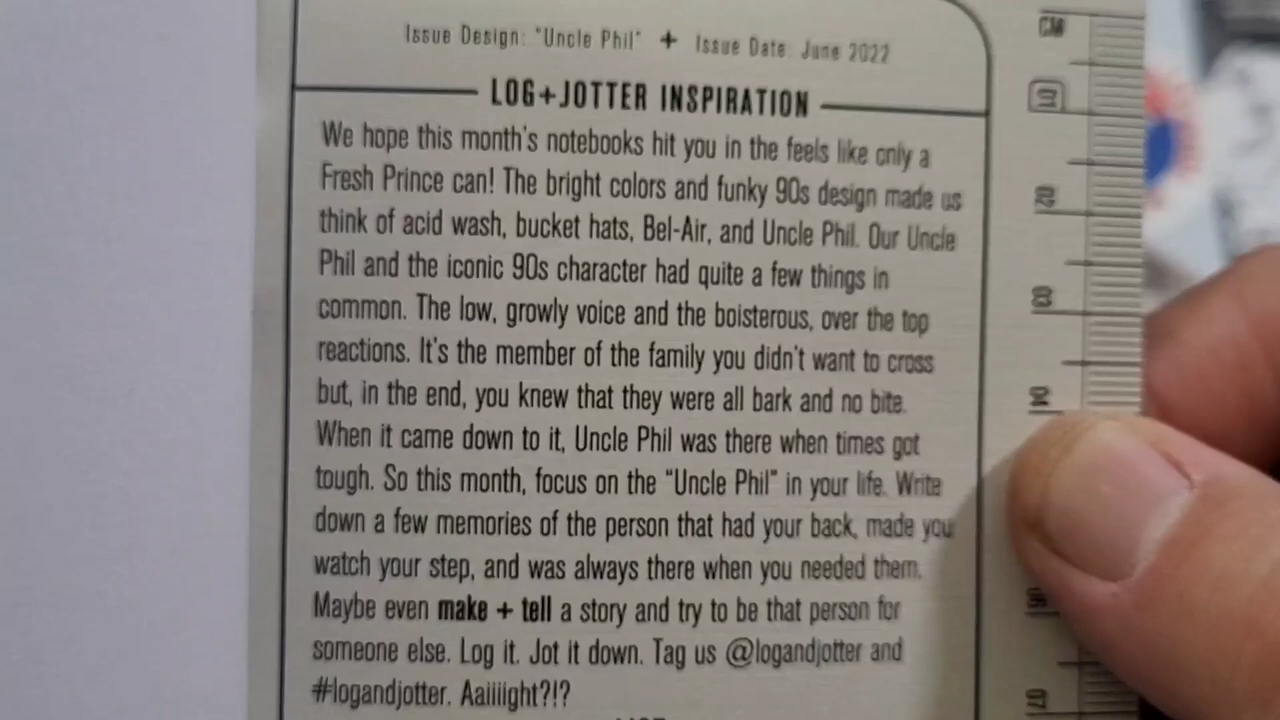 Issue Design: "Uncle Phil" + Issue Date: June 2022
LOG+JOTTER INSPIRATION
We hope this month's notebooks hit you in the feels like only a
Fresh Prince can! The bright colors and funky 90s design made us
think of acid wash, bucket hats, Bel-Air, and Uncle Phil. Our Uncle
Phil and the iconic 90s character had quite a few things in
common. The low, growly voice and the boisterous, over the top
reactions. It's the member of the family you didn't want to cross
but, in the end, you knew that they were all bark and no bite.
When it came down to it, Uncle Phil was there when times got
tough. So this month, focus on the "Uncle Phil" in your life. Write
down a few memories of the person that had your back, made you
watch your step, and was always there when you needed them.
Maybe even make + tell a story and try to be that person for
someone else. Log it. Jot it down. Tag us @logandjotter and
#logandjotter. Aaiiiight?!?
CM
01
02
03
04
06
07